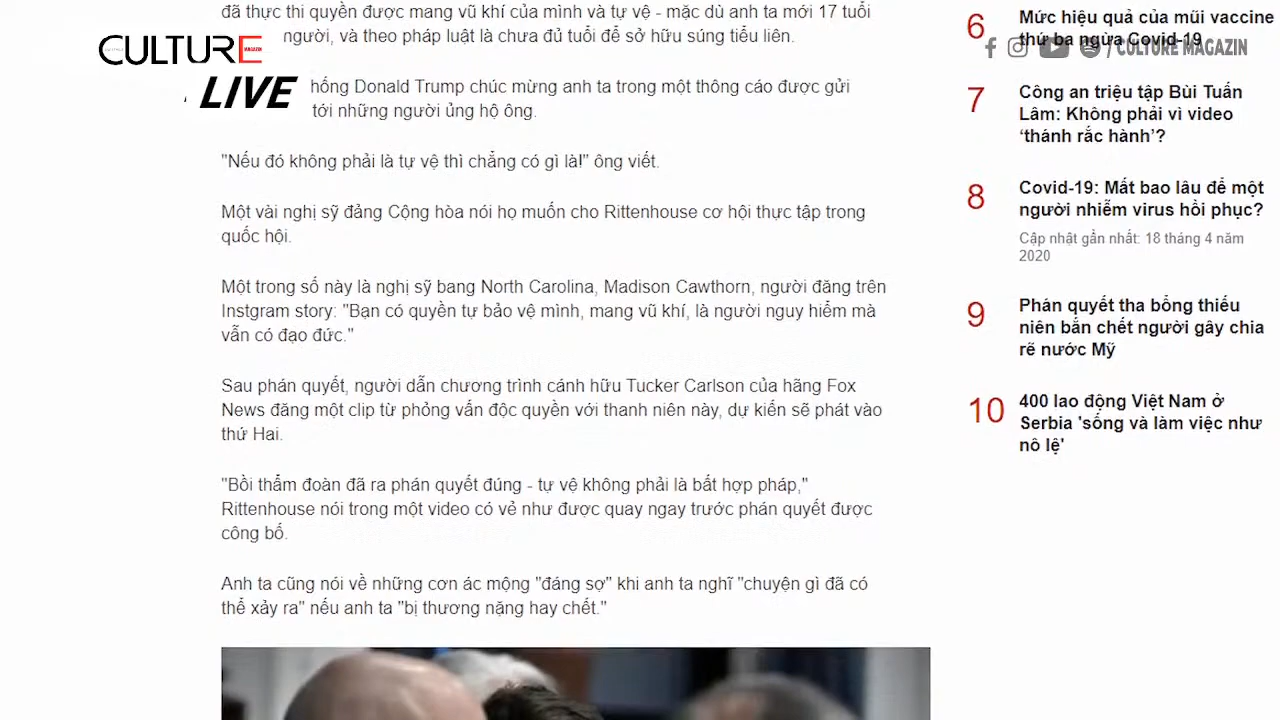 đã thực thi quyền được mang vũ khí của mình và tự vệ - mặc dù anh ta mới 17 tuổi
người, và theo pháp luật là chưa đủ tuổi để sở hữu súng tiểu liên.
CULTURE
MAGAZIN
LIVE
hống Donald Trump chúc mừng anh ta trong một thông cáo được gửi
tới những người ủng hộ ông.
"Nếu đó không phải là tự vệ thì chẳng có gì là!" ông viết.
Một vài nghị sỹ đảng Cộng hòa nói họ muốn cho Rittenhouse cơ hội thực tập trong
quốc hội.
Một trong số này là nghị sỹ bang North Carolina, Madison Cawthorn, người đăng trên
Instgram story: "Bạn có quyền tự bảo vệ mình, mang vũ khí, là người nguy hiểm mà
vẫn có đạo đức."
Sau phán quyết, người dẫn chương trình cánh hữu Tucker Carlson của hãng Fox
News đăng một clip từ phỏng vấn độc quyền với thanh niên này, dự kiến sẽ phát vào
thứ Hai.
"Bồi thẩm đoàn đã ra phán quyết đúng - tự vệ không phải là bất hợp pháp,"
Rittenhouse nói trong một video có vẻ như được quay ngay trước phán quyết được
công bố.
Anh ta cũng nói về những cơn ác mộng "đáng sợ" khi anh ta nghĩ "chuyện gì đã có
thể xảy ra" nếu anh ta "bị thương nặng hay chết."
6
Mức hiệu quả của mũi vaccine
thứ ba ngừa Covid-19
/ CULTURE MAGAZIN
7
Công an triệu tập Bùi Tuấn
Lâm: Không phải vì video
‘thánh rắc hành’?
8
Covid-19: Mất bao lâu để một
người nhiễm virus hồi phục?
Cập nhật gần nhất: 18 tháng 4 năm
2020
9
Phán quyết tha bổng thiếu
niên bắn chết người gây chia
rẽ nước Mỹ
10
400 lao động Việt Nam ở
Serbia 'sống và làm việc như
nô lệ'